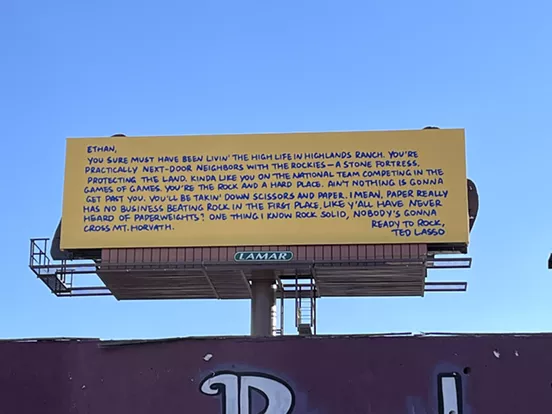 ETHAN,
YOU SURE MUST HAVE BEEN LIVIN' THE HIGH LIFE IN HIGHLANDS RANCH. YOU'RE
PRACTICALLY NEXT-DOOR NEIGHBORS WITH THE ROCKIES—A STONE FORTRESS,
PROTECTING THE LAND. KINDA LIKE YOU ON THE NATIONAL TEAM COMPETING IN THE
GAMES OF GAMES. YOU'RE THE ROCK AND A HARD PLACE. AIN'T NOTHING IS GONNA
GET PAST YOU. YOU'LL BE TAKIN' DOWN SCISSORS AND PAPER. I MEAN, PAPER REALLY
HAS NO BUSINESS BEATING ROCK IN THE FIRST PLACE. LIKE Y'ALL HAVE NEVER
HEARD OF PAPERWEIGHTS? ONE THING I KNOW ROCK SOLID, NOBODY'S GONNA
CROSS MT. HORVATH.
READY TO ROCK,
TED LASSO
LAMAR